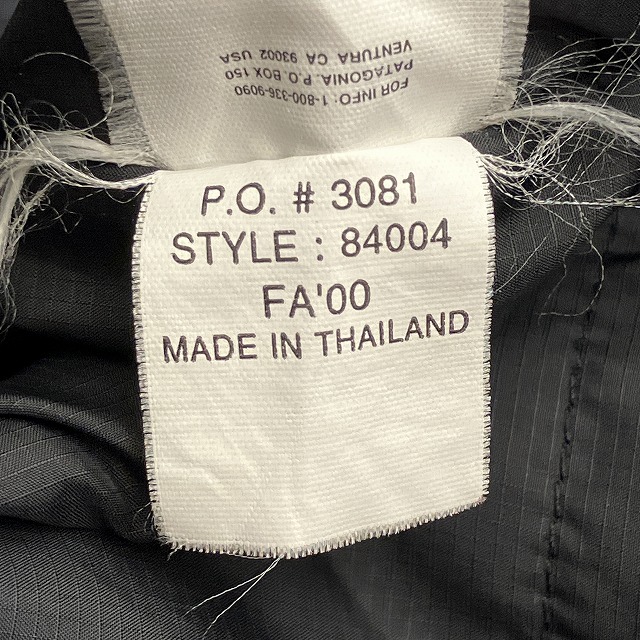 FOR INFO: 1-800-336-9090
PATAGONIA. P.O. BOX 150
VENTURA CA 93002 USA
P.O. # 3081
STYLE : 84004
FA'00
MADE IN THAILAND